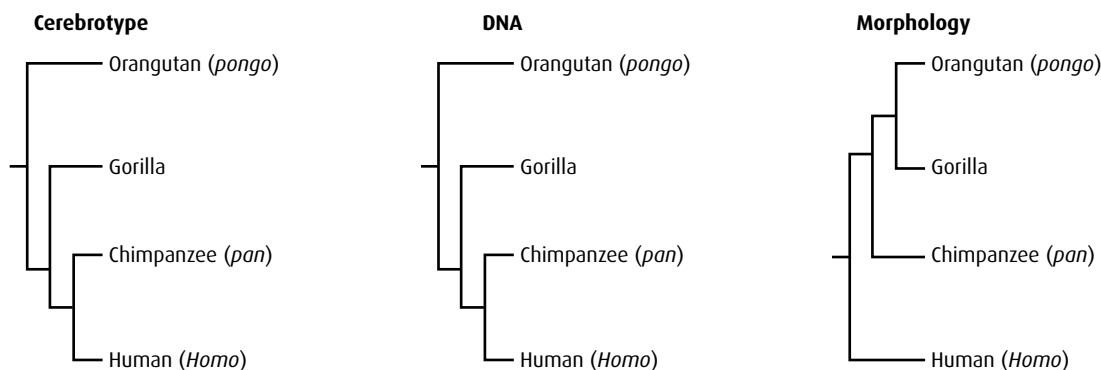 Cerebrotype
Orangutan (pongo)
Gorilla
Chimpanzee (pan)
Human (Homo)
DNA
Orangutan (pongo)
Gorilla
Chimpanzee (pan)
Human (Homo)
Morphology
Orangutan (pongo)
Gorilla
Chimpanzee (pan)
Human (Homo)